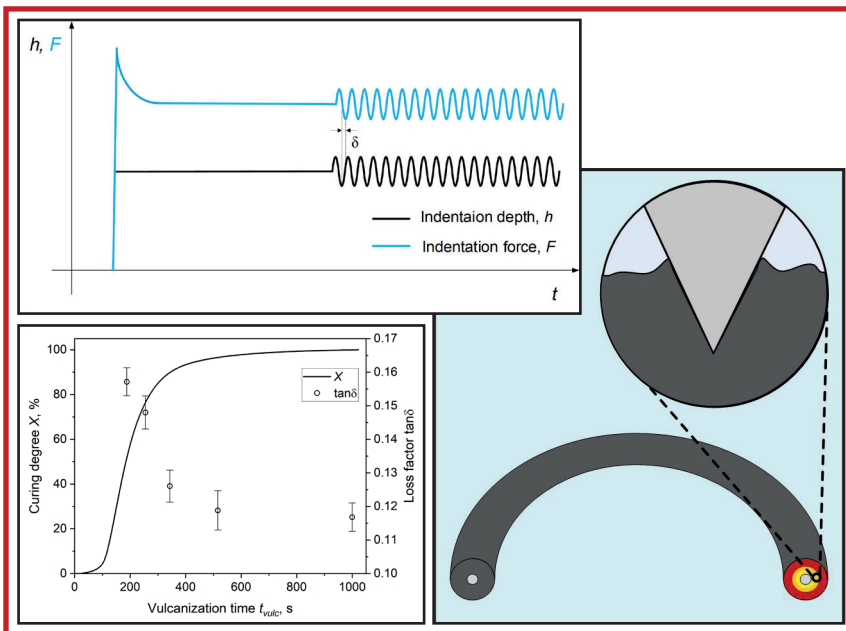 h, F
δ
Indentaion depth, h
Indentation force, F
t
Curing degree X, %
100
80
60
40
20
0
X
tanδ
0.17
0.16
0.15
0.14
0.13
0.12
0.11
0.10
Loss factor tanδ
0 200 400 600 800 1000
Vulcanization time t_vulc, s